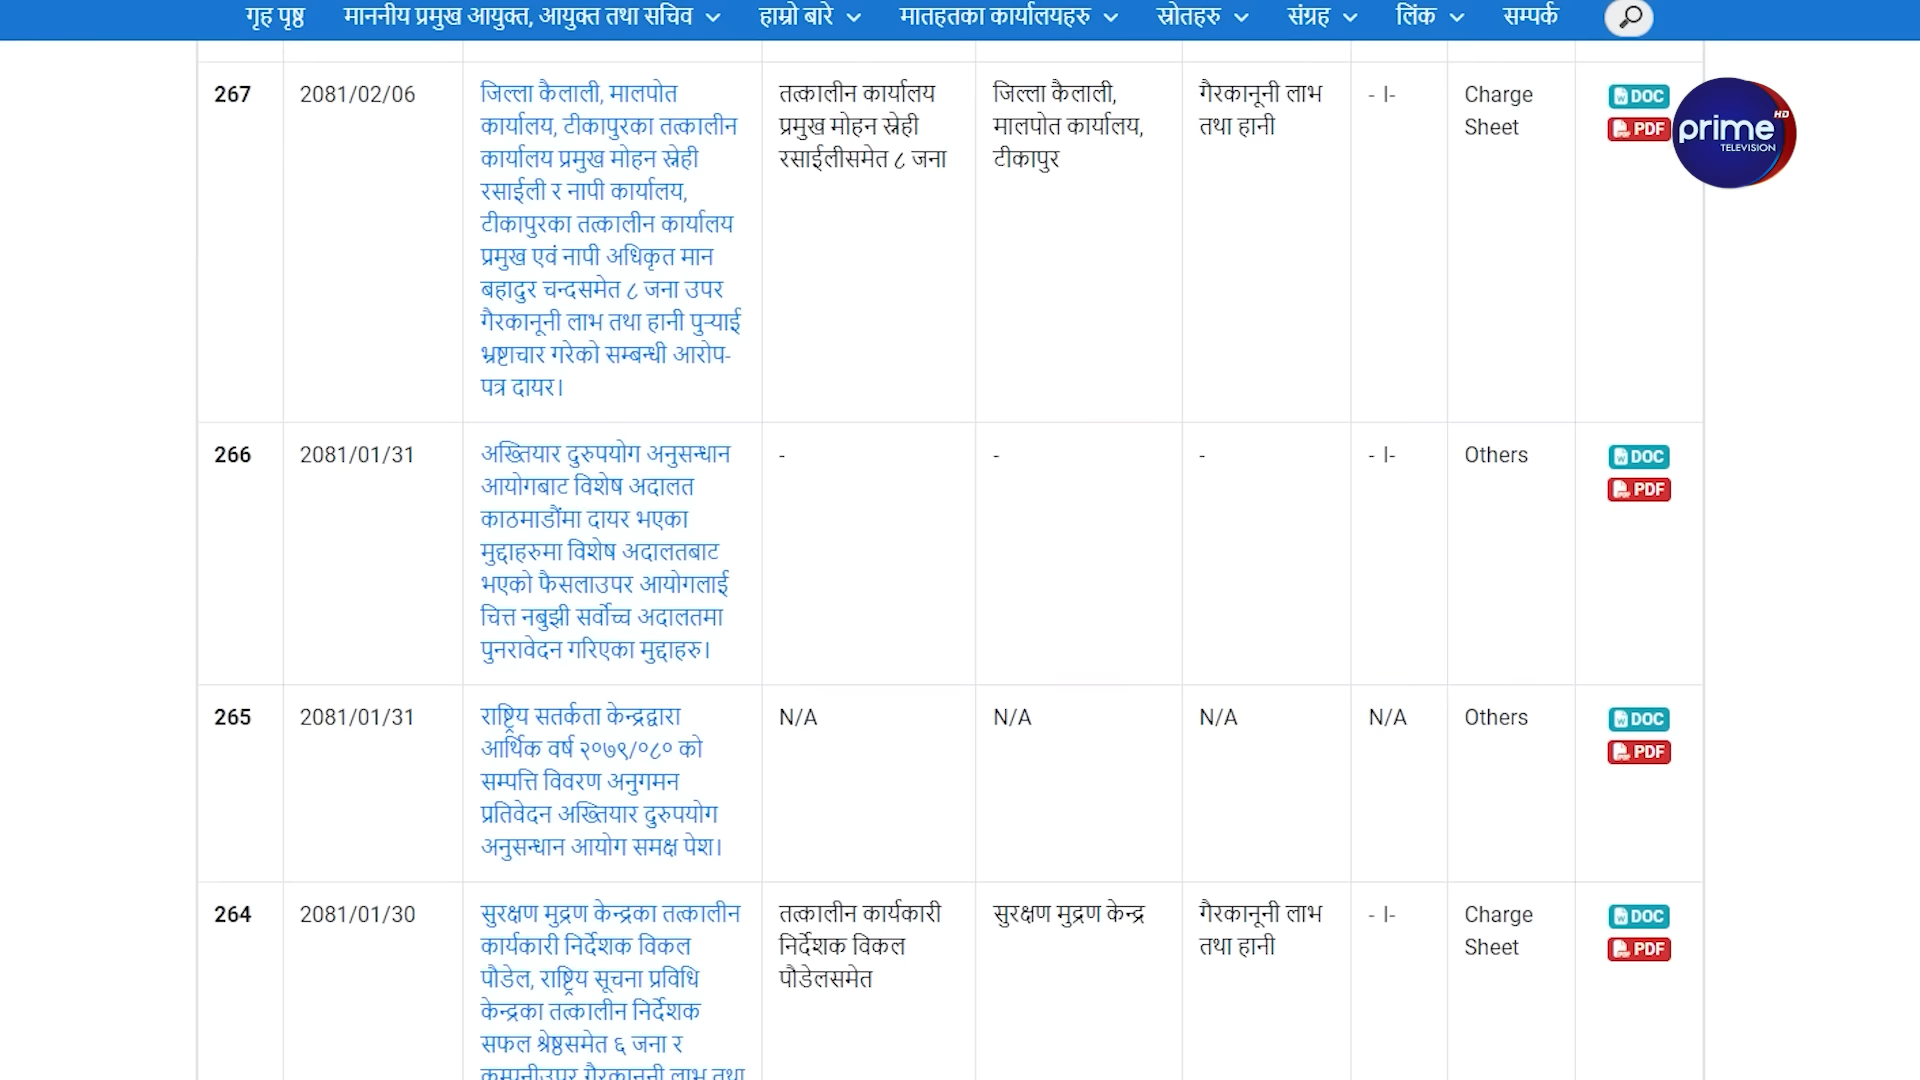 गृह पृष्ठ माननीय प्रमुख आयुक्त, आयुक्त तथा सचिव हाम्रो बारे मातहतका कार्यालयहरु स्रोतहरु संग्रह लिंक सम्पर्क
267 2081/02/06
जिल्ला कैलाली, मालपोत
कार्यालय, टीकापुरका तत्कालीन
कार्यालय प्रमुख मोहन स्नेही
रसाईली र नापी कार्यालय,
टीकापुरका तत्कालीन कार्यालय
प्रमुख एवं नापी अधिकृत मान
बहादुर चन्दसमेत ८ जना उपर
गैरकानूनी लाभ तथा हानी पुर्‍याई
भ्रष्टाचार गरेको सम्बन्धी आरोप-
पत्र दायर।
तत्कालीन कार्यालय
प्रमुख मोहन स्नेही
रसाईलीसमेत ८ जना
जिल्ला कैलाली,
मालपोत कार्यालय,
टीकापुर
गैरकानूनी लाभ
तथा हानी
- ।-
Charge
Sheet
DOC
PDF
prime HD
TELEVISION
266 2081/01/31
अख्तियार दुरुपयोग अनुसन्धान
आयोगबाट विशेष अदालत
काठमाडौंमा दायर भएका
मुद्दाहरुमा विशेष अदालतबाट
भएको फैसलाउपर आयोगलाई
चित्त नबुझी सर्वोच्च अदालतमा
पुनरावेदन गरिएका मुद्दाहरु।
- - - - ।- Others
DOC
PDF
265 2081/01/31
राष्ट्रिय सतर्कता केन्द्रद्वारा
आर्थिक वर्ष २०७९/०८० को
सम्पत्ति विवरण अनुगमन
प्रतिवेदन अख्तियार दुरुपयोग
अनुसन्धान आयोग समक्ष पेश।
N/A N/A N/A N/A Others
DOC
PDF
264 2081/01/30
सुरक्षण मुद्रण केन्द्रका तत्कालीन
कार्यकारी निर्देशक विकल
पौडेल, राष्ट्रिय सूचना प्रविधि
केन्द्रका तत्कालीन निर्देशक
सफल श्रेष्ठसमेत ६ जना र
कम्पनीउपर गैरकानूनी लाभ तथा
तत्कालीन कार्यकारी
निर्देशक विकल
पौडेलसमेत
सुरक्षण मुद्रण केन्द्र
गैरकानूनी लाभ
तथा हानी
- ।-
Charge
Sheet
DOC
PDF